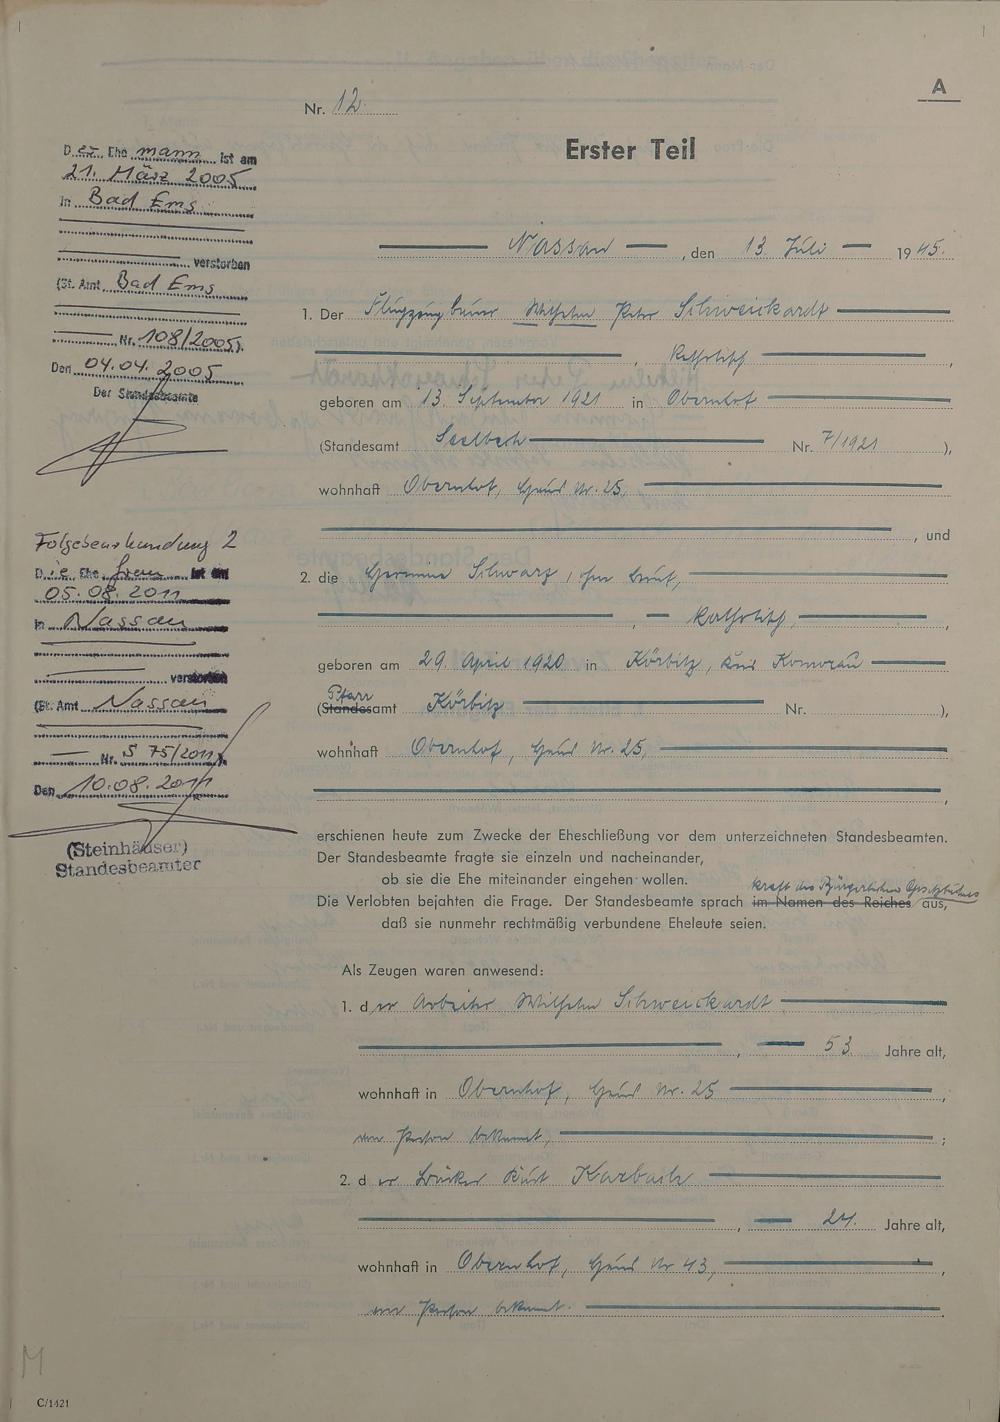 A
Nr. 12.
Erster Teil
Der Ehemann ist am
21. März 2005
in Bad Ems
verstorben
(St. Amt Bad Ems
Nr. 108/2005).
Den 04.04.2005
Der Standesbeamte
Folgebeurkundung 2
Die Ehefrau ist am
05.08.2011
in Nassau
verstorben
(St. Amt Nassau
Nr. S 75/2011).
Den 10.08.2011
(Steinhäuser)
Standesbeamter
Nassau, den 13. Juli 1945.
1. Der Flugzeugbauer Wilhelm Peter Schweickardt
, katholisch,
geboren am 13. September 1921 in Obernhof
(Standesamt Seelbach Nr. 7/1921),
wohnhaft Obernhof, Haus Nr. 25,
, und
2. die Hermine Schwarz, ohne Beruf,
, katholisch,
geboren am 29. April 1920 in Körbitz, Kreis Komotau
(Standesamt Pfarr Körbitz Nr. ),
wohnhaft Obernhof, Haus Nr. 25,
,
erschienen heute zum Zwecke der Eheschließung vor dem unterzeichneten Standesbeamten.
Der Standesbeamte fragte sie einzeln und nacheinander,
ob sie die Ehe miteinander eingehen wollen.
kraft des Bürgerlichen Gesetzbuches
Die Verlobten bejahten die Frage. Der Standesbeamte sprach im Namen des Reiches aus,
daß sie nunmehr rechtmäßig verbundene Eheleute seien.
Als Zeugen waren anwesend:
1. der Arbeiter Wilhelm Schweickardt
, 53 Jahre alt,
wohnhaft in Obernhof, Haus Nr. 25,
von Person bekannt,;
2. der Bäcker Kurt Karbach
, 24. Jahre alt,
wohnhaft in Obernhof, Haus Nr 43,,
von Person bekannt.
M
C/1421